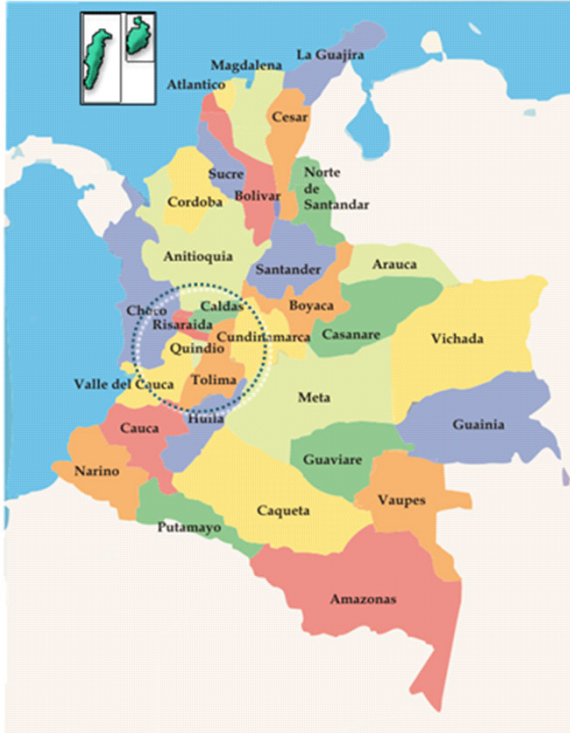 La Guajira
Magdalena
Atlantico
Cesar
Sucre
Norte
de
Santandar
Bolivar
Cordoba
Anitioquia
Santander
Arauca
Caldas
Boyaca
Choco
Risaraida
Casanare
Cundinamarca
Vichada
Quindio
Tolima
Valle del Cauca
Meta
Huila
Guainia
Cauca
Guaviare
Narino
Vaupes
Caqueta
Putamayo
Amazonas